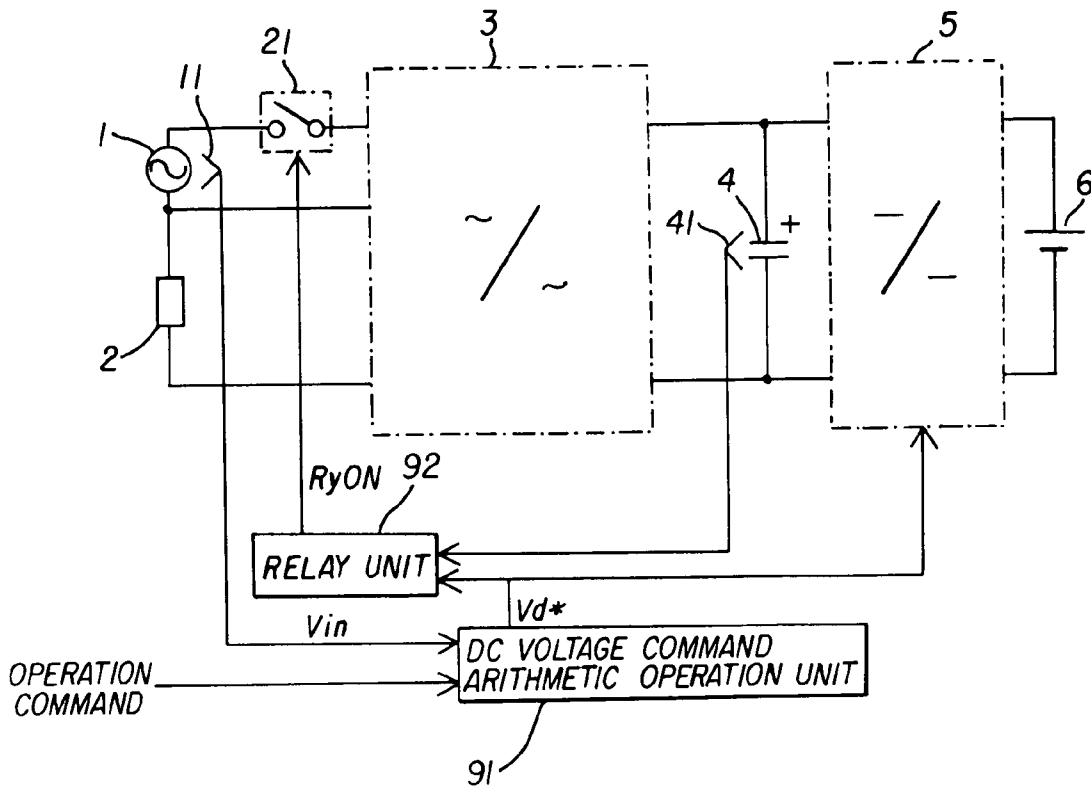 3
5
21
11
1
4
+
41
6
~
~
—
—
2
92
RyON
RELAY UNIT
Vd*
Vin
DC VOLTAGE COMMAND
ARITHMETIC OPERATION UNIT
OPERATION
COMMAND
91